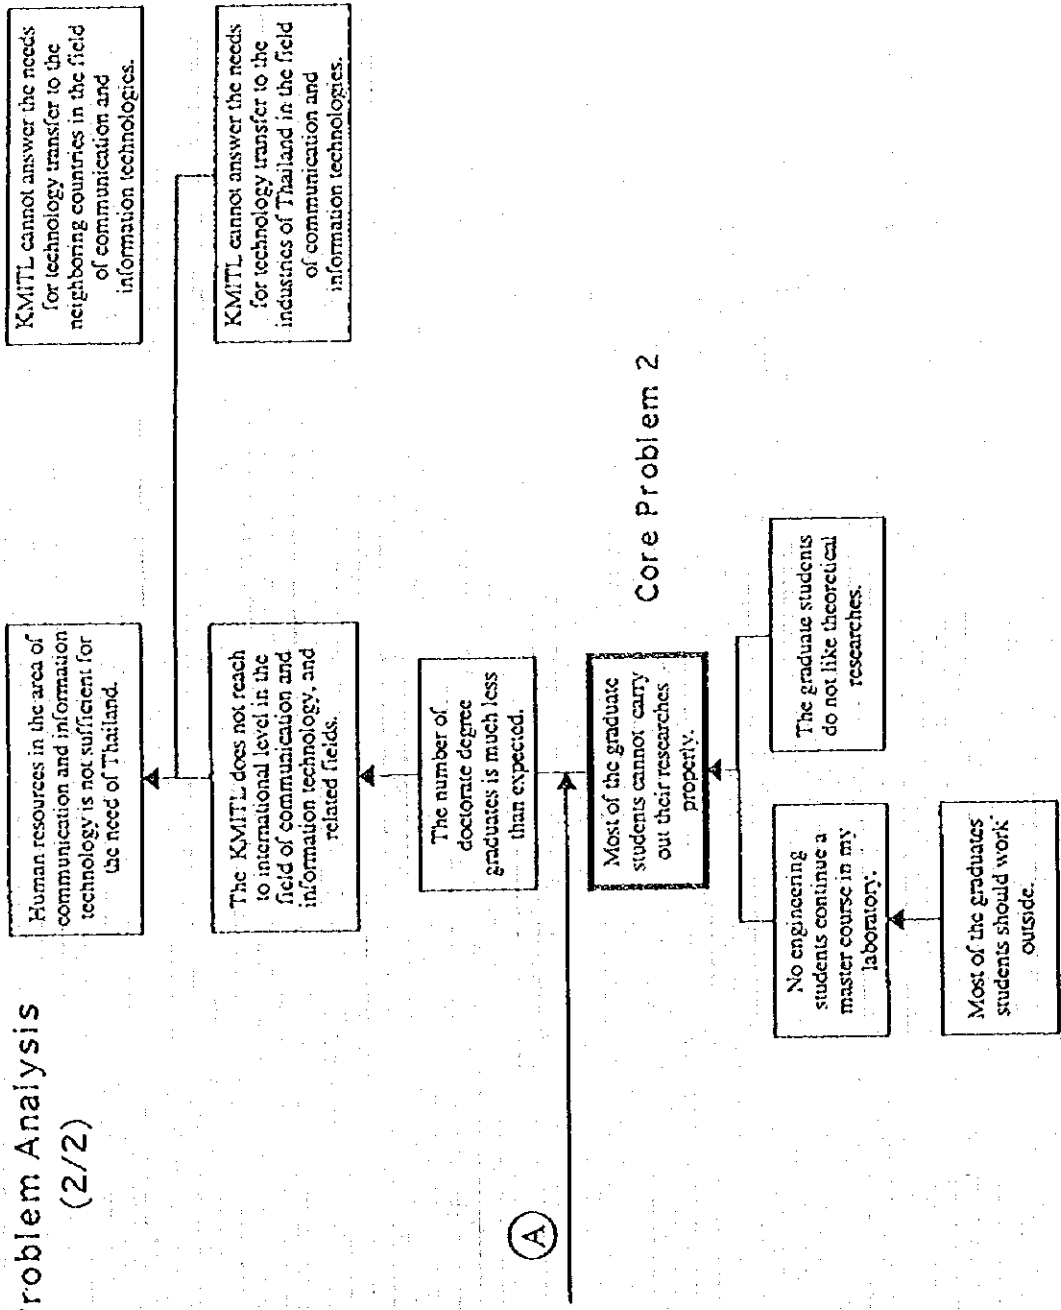 roblem Analysis
(2/2)
Human resources in the area of
communication and information
technology is not sufficient for
the need of Thailand.
KMITL cannot answer the needs
for technology transfer to the
neighboring countries in the field
of communication and
information technologies.
The KMITL does not reach
to international level in the
field of communication and
information technology, and
related fields.
KMITL cannot answer the needs
for technology transfer to the
industries of Thailand in the field
of communication and
information technologies.
The number of
doctorate degree
graduates is much less
than expected.
A
Most of the graduate
students cannot carry
out their researches
properly.
Core Problem 2
No engineering
students continue a
master course in my
laboratory.
The graduate students
do not like theoretical
researches.
Most of the graduates
students should work
outside.